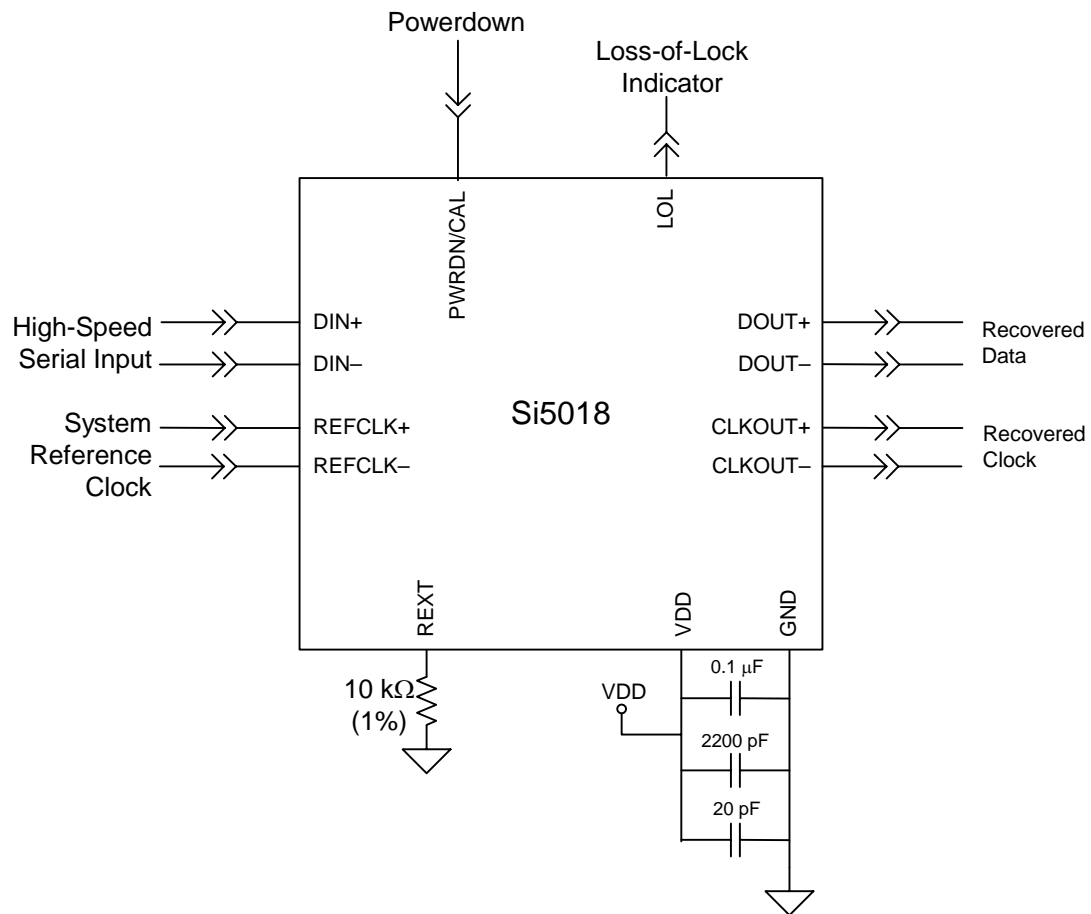 Powerdown
Loss-of-Lock
Indicator
PWRDN/CAL
LOL
High-Speed
Serial Input
DIN+
DIN–
System
Reference
Clock
REFCLK+
REFCLK–
Si5018
DOUT+
DOUT–
Recovered
Data
CLKOUT+
CLKOUT–
Recovered
Clock
REXT
VDD
GND
10 kΩ
(1%)
VDD
0.1 μF
2200 pF
20 pF